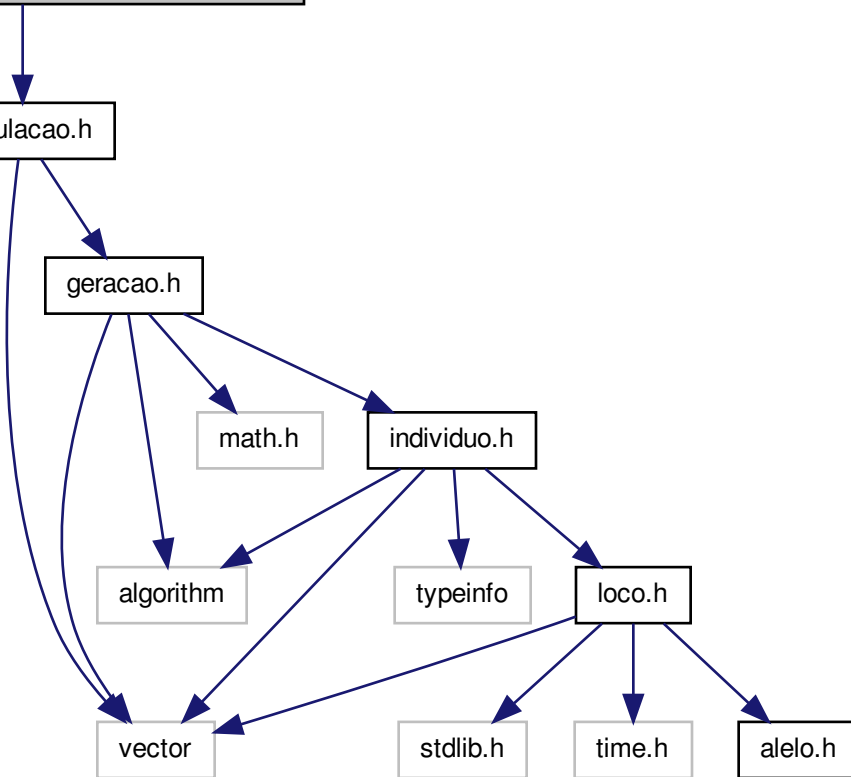 ulacao.h
geracao.h
math.h
individuo.h
algorithm
typeinfo
loco.h
vector
stdlib.h
time.h
alelo.h